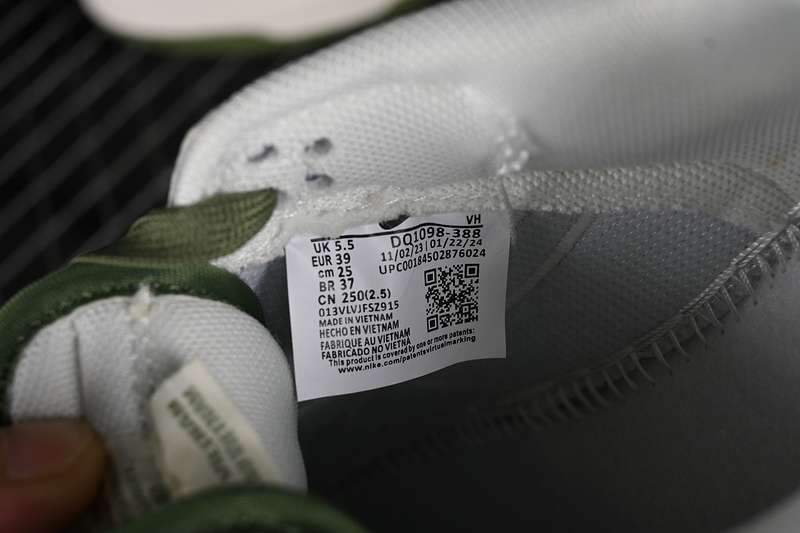 VH
UK 5.5 DQ1098-388
EUR 39 11/02/23 | 01/22/24
cm 25 UPC00184502876024
BR 37
CN 250(2.5)
013VLVJFSZ915
MADE IN VIETNAM
HECHO EN VIETNAM
FABRIQUE AU VIETNAM
FABRICADO NO VIETNA
This product is covered by one or more patents:
www.nike.com/patentsvirtualmarking